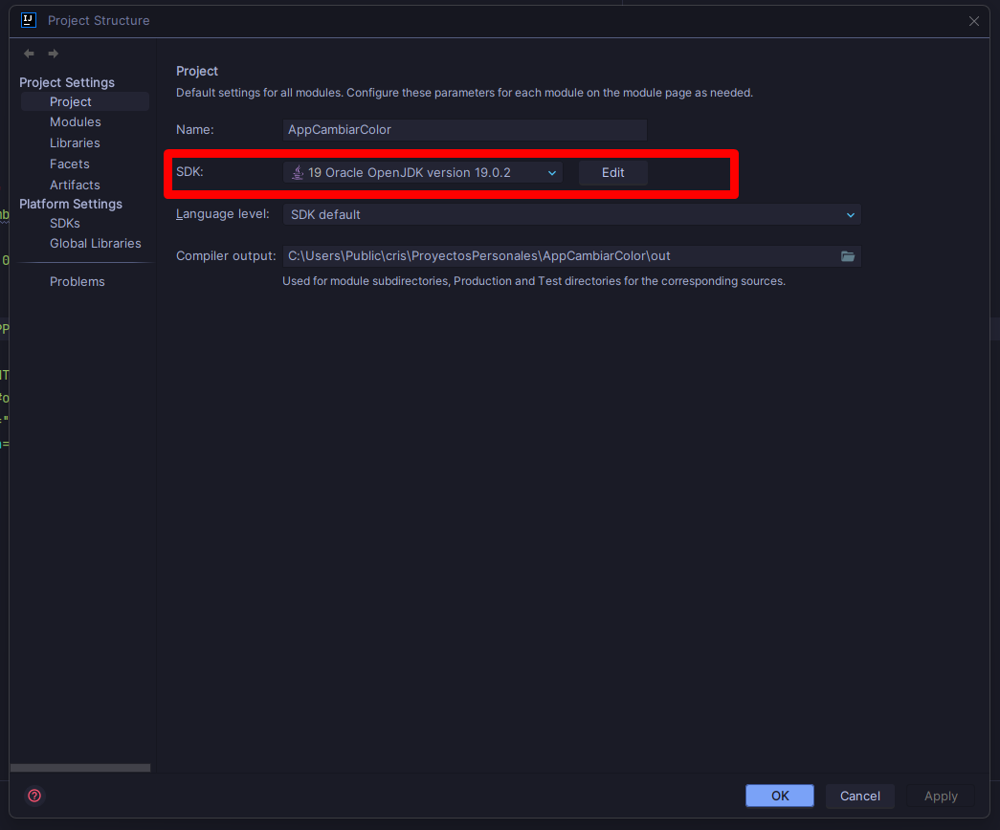 IJ
Project Structure
Project Settings
Project
Modules
Libraries
Facets
Artifacts
Platform Settings
SDKs
Global Libraries
Problems
Project
Default settings for all modules. Configure these parameters for each module on the module page as needed.
Name: AppCambiarColor
SDK: 19 Oracle OpenJDK version 19.0.2 Edit
Language level: SDK default
Compiler output: C:\Users\Public\cris\ProyectosPersonales\AppCambiarColor\out
Used for module subdirectories, Production and Test directories for the corresponding sources.
? OK Cancel Apply